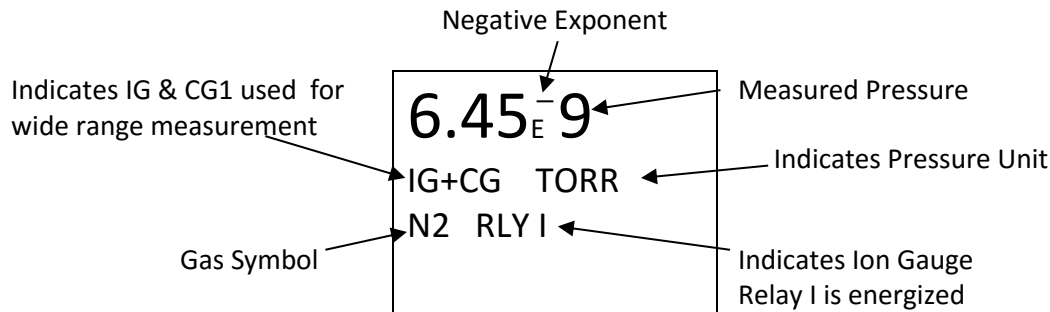 Negative Exponent
Indicates IG & CG1 used for
wide range measurement
6.45E−9
Measured Pressure
IG+CG TORR
Indicates Pressure Unit
N2 RLY I
Gas Symbol
Indicates Ion Gauge
Relay I is energized